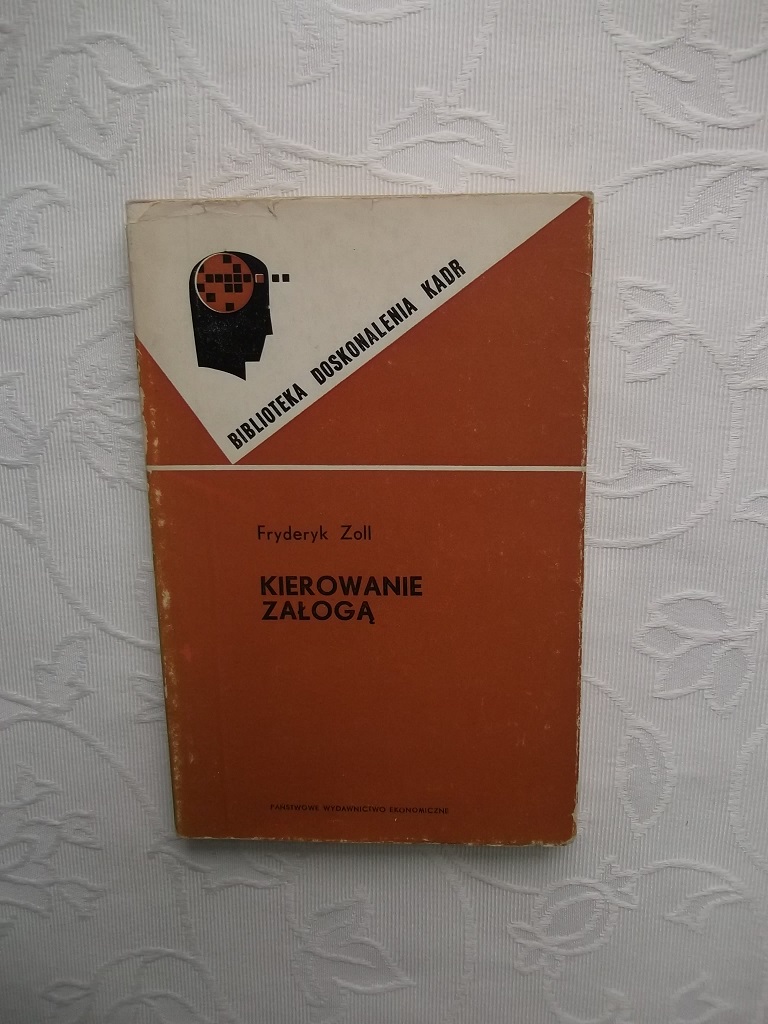 BIBLIOTEKA DOSKONALENIA KADR
Fryderyk Zoll
KIEROWANIE
ZAŁOGĄ
PAŃSTWOWE WYDAWNICTWO EKONOMICZNE